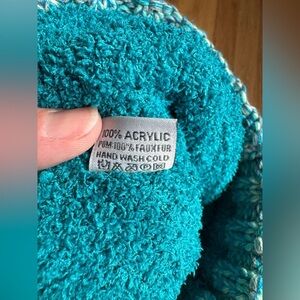 100% ACRYLIC
POM-100% FAUX FUR
HAND WASH COLD